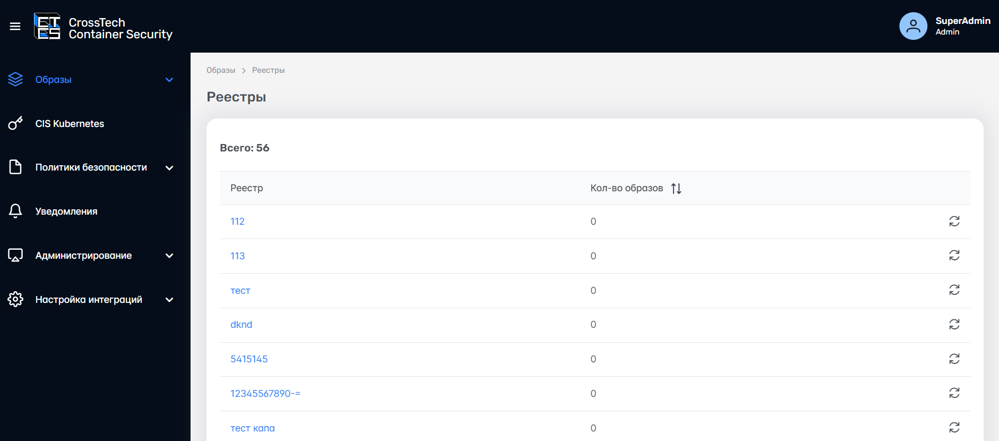 CTCS
CrossTech
Container Security
SuperAdmin
Admin
Образы
CIS Kubernetes
Политики безопасности
Уведомления
Администрирование
Настройка интеграций
Образы > Реестры
Реестры
Всего: 56
Реестр Кол-во образов
112 0
113 0
тест 0
dknd 0
5415145 0
12345567890-= 0
тест капа 0